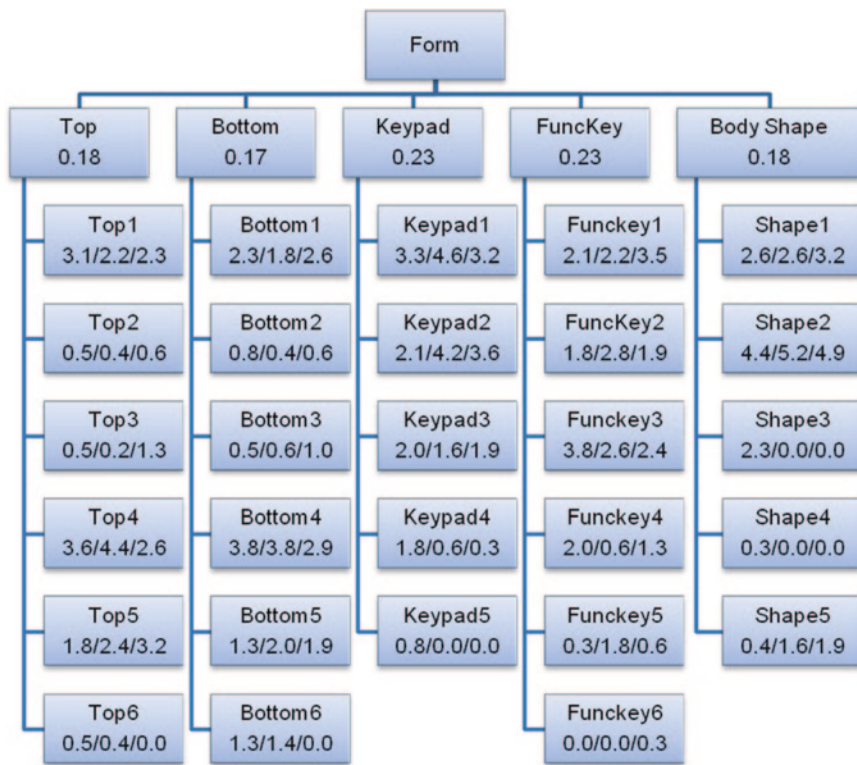 Form
Top
0.18
Bottom
0.17
Keypad
0.23
FuncKey
0.23
Body Shape
0.18
Top1
3.1/2.2/2.3
Bottom1
2.3/1.8/2.6
Keypad1
3.3/4.6/3.2
Funckey1
2.1/2.2/3.5
Shape1
2.6/2.6/3.2
Top2
0.5/0.4/0.6
Bottom2
0.8/0.4/0.6
Keypad2
2.1/4.2/3.6
FuncKey2
1.8/2.8/1.9
Shape2
4.4/5.2/4.9
Top3
0.5/0.2/1.3
Bottom3
0.5/0.6/1.0
Keypad3
2.0/1.6/1.9
Funckey3
3.8/2.6/2.4
Shape3
2.3/0.0/0.0
Top4
3.6/4.4/2.6
Bottom4
3.8/3.8/2.9
Keypad4
1.8/0.6/0.3
Funckey4
2.0/0.6/1.3
Shape4
0.3/0.0/0.0
Top5
1.8/2.4/3.2
Bottom5
1.3/2.0/1.9
Keypad5
0.8/0.0/0.0
Funckey5
0.3/1.8/0.6
Shape5
0.4/1.6/1.9
Top6
0.5/0.4/0.0
Bottom6
1.3/1.4/0.0
Funckey6
0.0/0.0/0.3